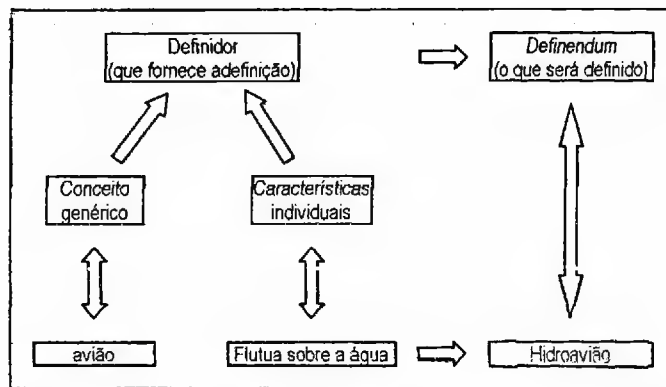 Definidor
(que fornece adefinição)
Definendum
(o que será definido)
Conceito
genérico
Características
individuais
avião
Flutua sobre a água
Hidroavião